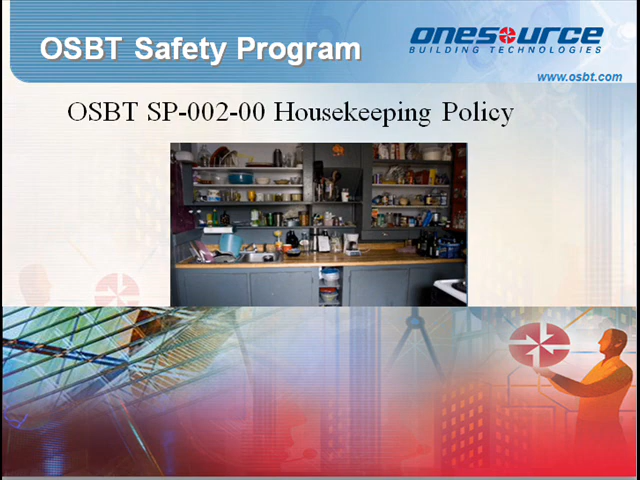 OSBT Safety Program
onesource
BUILDING TECHNOLOGIES
www.osbt.com
OSBT SP-002-00 Housekeeping Policy